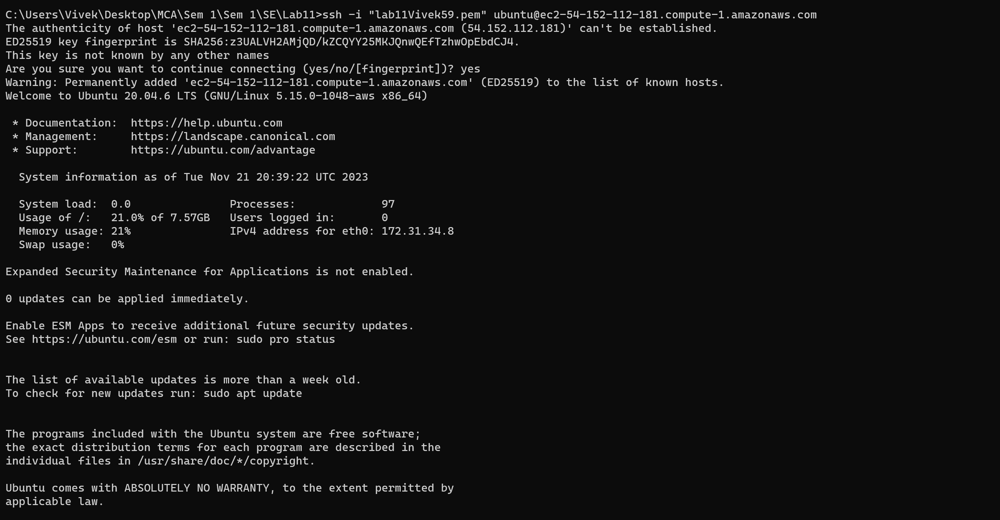 C:\Users\Vivek\Desktop\MCA\Sem 1\Sem 1\SE\Lab11>ssh -i "lab11Vivek59.pem" ubuntu@ec2-54-152-112-181.compute-1.amazonaws.com
The authenticity of host 'ec2-54-152-112-181.compute-1.amazonaws.com (54.152.112.181)' can't be established.
ED25519 key fingerprint is SHA256:z3UALVH2AMjQD/kZCQYY25MKJQnwQEfTzhwOpEbdCJ4.
This key is not known by any other names
Are you sure you want to continue connecting (yes/no/[fingerprint])? yes
Warning: Permanently added 'ec2-54-152-112-181.compute-1.amazonaws.com' (ED25519) to the list of known hosts.
Welcome to Ubuntu 20.04.6 LTS (GNU/Linux 5.15.0-1048-aws x86_64)

 * Documentation:  https://help.ubuntu.com
 * Management:     https://landscape.canonical.com
 * Support:        https://ubuntu.com/advantage

  System information as of Tue Nov 21 20:39:22 UTC 2023

  System load:  0.0               Processes:             97
  Usage of /:   21.0% of 7.57GB   Users logged in:       0
  Memory usage: 21%               IPv4 address for eth0: 172.31.34.8
  Swap usage:   0%

Expanded Security Maintenance for Applications is not enabled.

0 updates can be applied immediately.

Enable ESM Apps to receive additional future security updates.
See https://ubuntu.com/esm or run: sudo pro status

The list of available updates is more than a week old.
To check for new updates run: sudo apt update

The programs included with the Ubuntu system are free software;
the exact distribution terms for each program are described in the
individual files in /usr/share/doc/*/copyright.

Ubuntu comes with ABSOLUTELY NO WARRANTY, to the extent permitted by
applicable law.